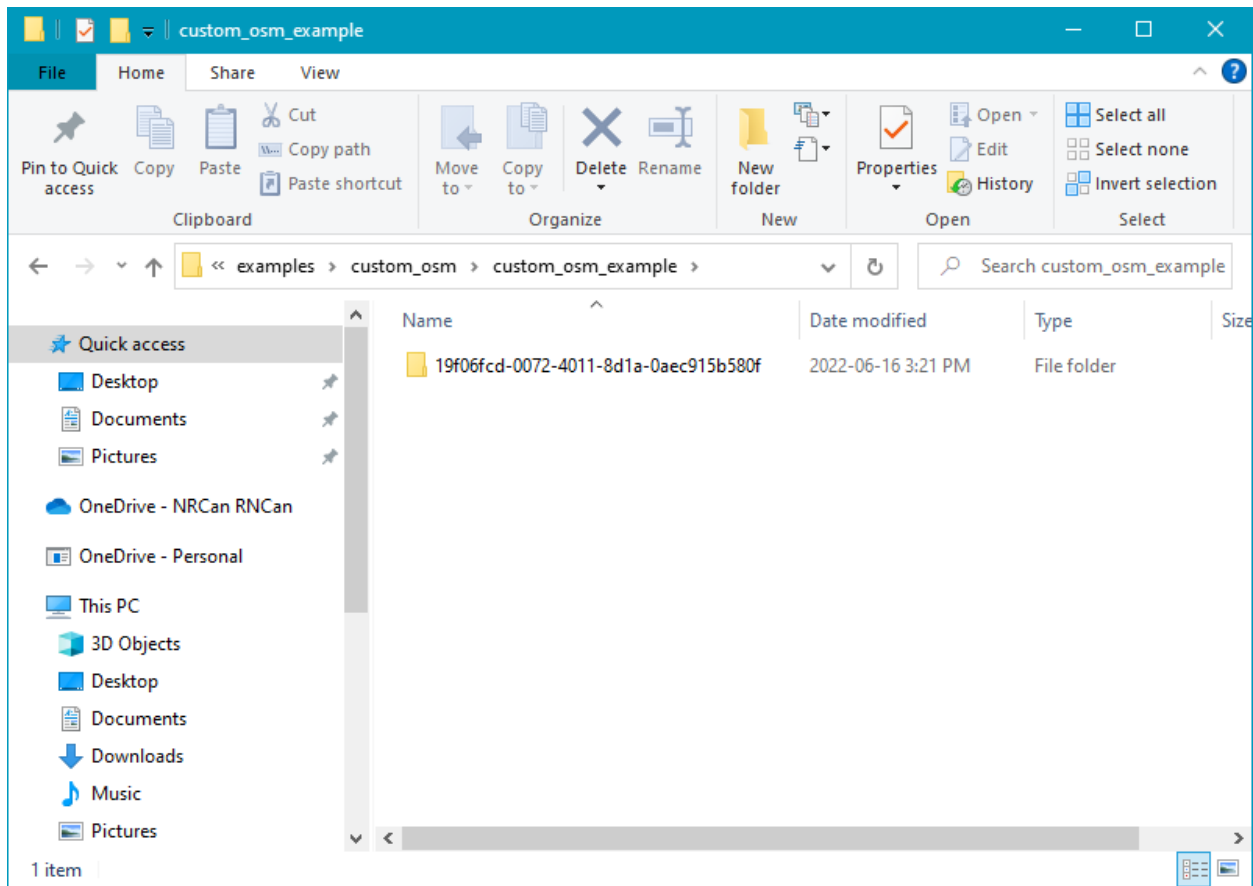 custom_osm_example
File Home Share View
Pin to Quick access
Copy
Paste
Cut
Copy path
Paste shortcut
Clipboard
Move to
Copy to
Delete
Rename
Organize
New folder
New
Properties
Open
Edit
History
Open
Select all
Select none
Invert selection
Select
« examples > custom_osm > custom_osm_example >
Search custom_osm_example
Name Date modified Type Size
19f06fcd-0072-4011-8d1a-0aec915b580f 2022-06-16 3:21 PM File folder
Quick access
Desktop
Documents
Pictures
OneDrive - NRCan RNCan
OneDrive - Personal
This PC
3D Objects
Desktop
Documents
Downloads
Music
Pictures
1 item